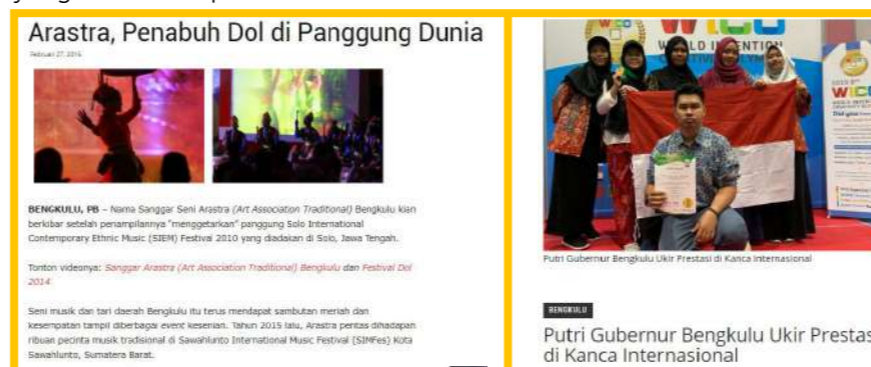 Arastra, Penabuh Dol di Panggung Dunia
Februari 27, 2016
BENGKULU, PB – Nama Sanggar Seni Arastra (Art Association Traditional) Bengkulu kian
berkibar setelah penampilannya "menggetarkan" panggung Solo International
Contemporary Ethnic Music (SIEM) Festival 2010 yang diadakan di Solo, Jawa Tengah.
Tonton videonya: Sanggar Arastra (Art Association Traditional) Bengkulu dan Festival Dol
2014
Seni musik dan tari daerah Bengkulu itu terus mendapat sambutan meriah dan
kesempatan tampil diberbagai event kesenian. Tahun 2015 lalu, Arastra pentas dihadapan
ribuan pecinta musik tradisional di Sawahlunto International Music Festival (SIMFes) Kota
Sawahlunto, Sumatera Barat.
WICO
WORLD INVENTION
WICO
Putri Gubernur Bengkulu Ukir Prestasi di Kanca Internasional
BENGKULU
Putri Gubernur Bengkulu Ukir Prestas
di Kanca Internasional